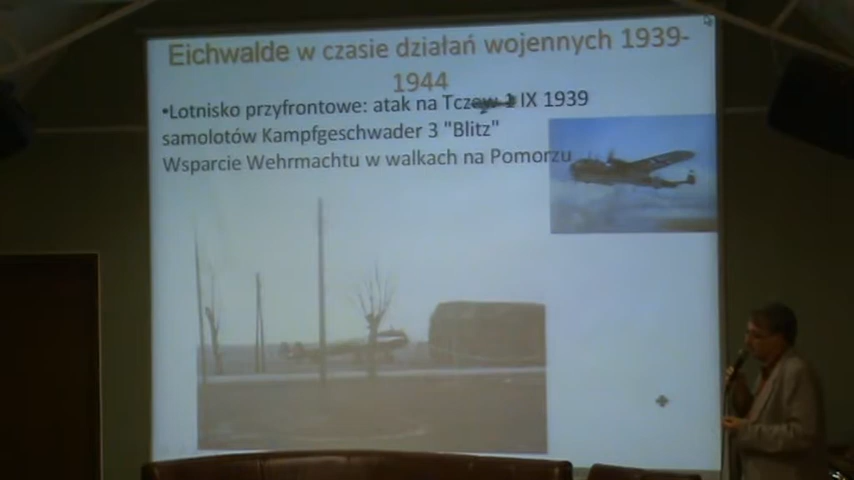 Eichwalde w czasie działań wojennych 1939-
1944
•Lotnisko przyfrontowe: atak na Tczew 1 IX 1939
samolotów Kampfgeschwader 3 "Blitz"
Wsparcie Wehrmachtu w walkach na Pomorzu